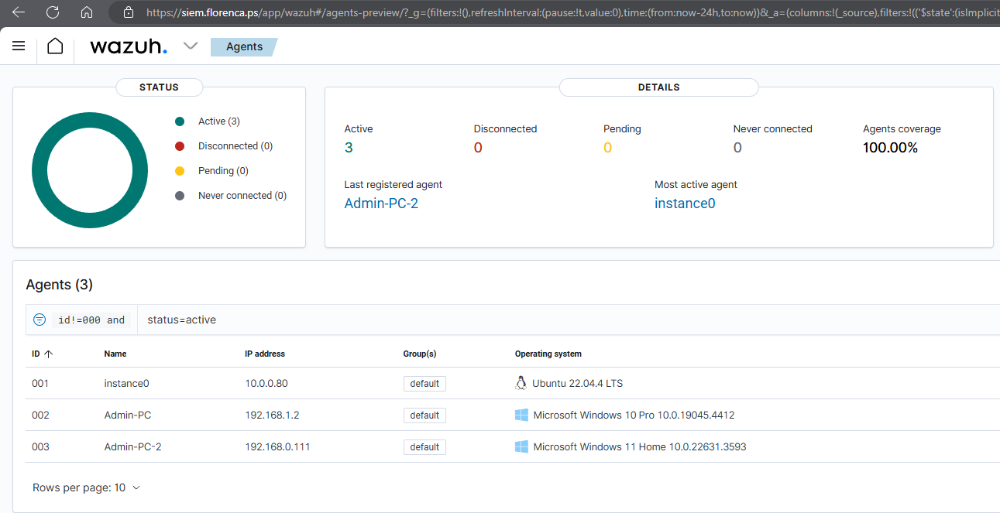 https://siem.florenca.ps/app/wazuh#/agents-preview/?_g=(filters:!(),refreshInterval:(pause:!t,value:0),time:(from:now-24h,to:now))&_a=(columns:!(_source),filters:!(('$state':(isImplicit
wazuh. Agents
STATUS
Active (3)
Disconnected (0)
Pending (0)
Never connected (0)
DETAILS
Active Disconnected Pending Never connected Agents coverage
3 0 0 0 100.00%
Last registered agent Most active agent
Admin-PC-2 instance0
Agents (3)
id!=000 and status=active
ID Name IP address Group(s) Operating system
001 instance0 10.0.0.80 default Ubuntu 22.04.4 LTS
002 Admin-PC 192.168.1.2 default Microsoft Windows 10 Pro 10.0.19045.4412
003 Admin-PC-2 192.168.0.111 default Microsoft Windows 11 Home 10.0.22631.3593
Rows per page: 10